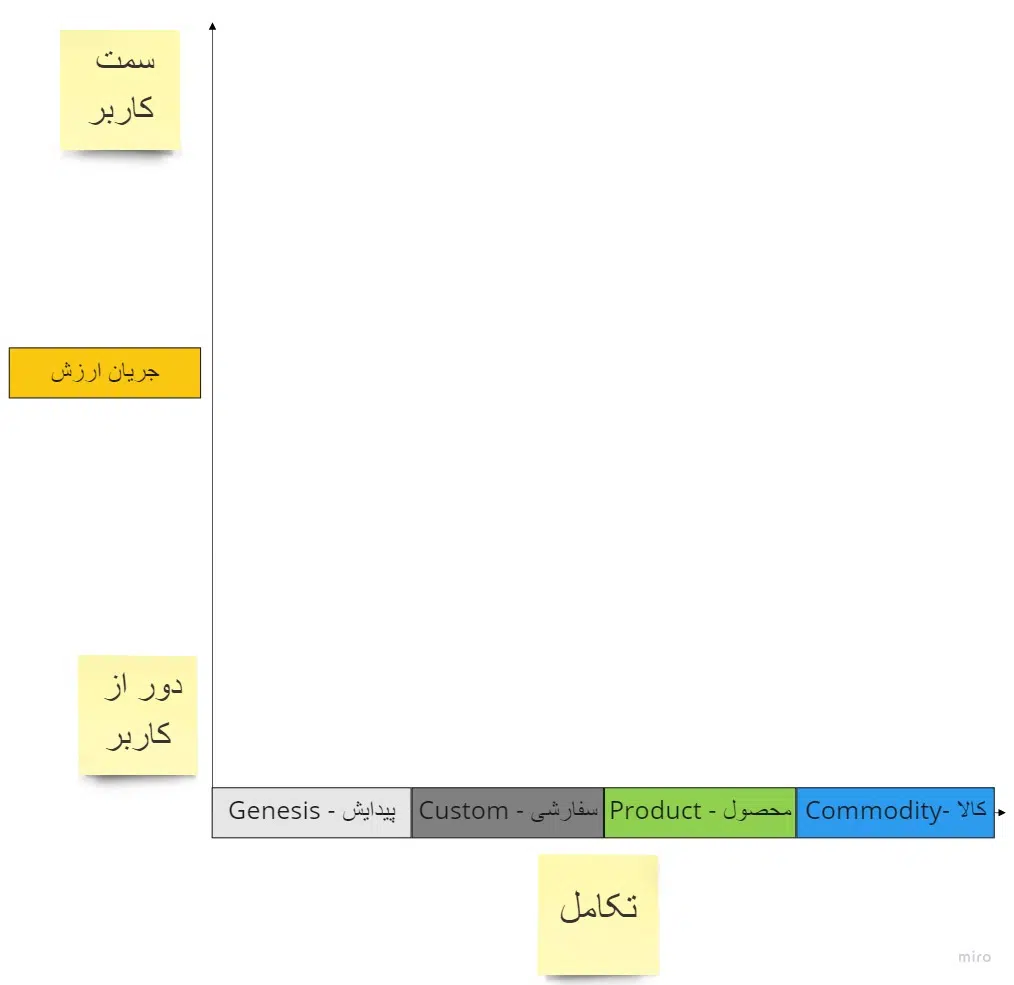 سمت
کاربر
جریان ارزش
دور از
کاربر
Genesis - پیدایش
Custom - سفارشی
Product - محصول
Commodity- کالا
تکامل
miro